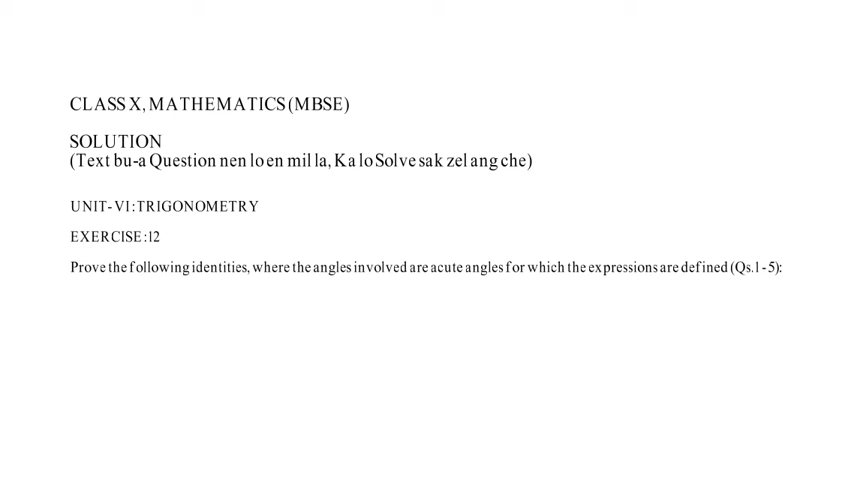 CLASS X, MATHEMATICS (MBSE)
SOLUTION
(Text bu-a Question nen lo en mil la, Ka lo Solve sak zel ang che)
UNIT-VI: TRIGONOMETRY
EXERCISE:12
Prove the following identities, where the angles involved are acute angles for which the expressions are defined (Qs.1-5):